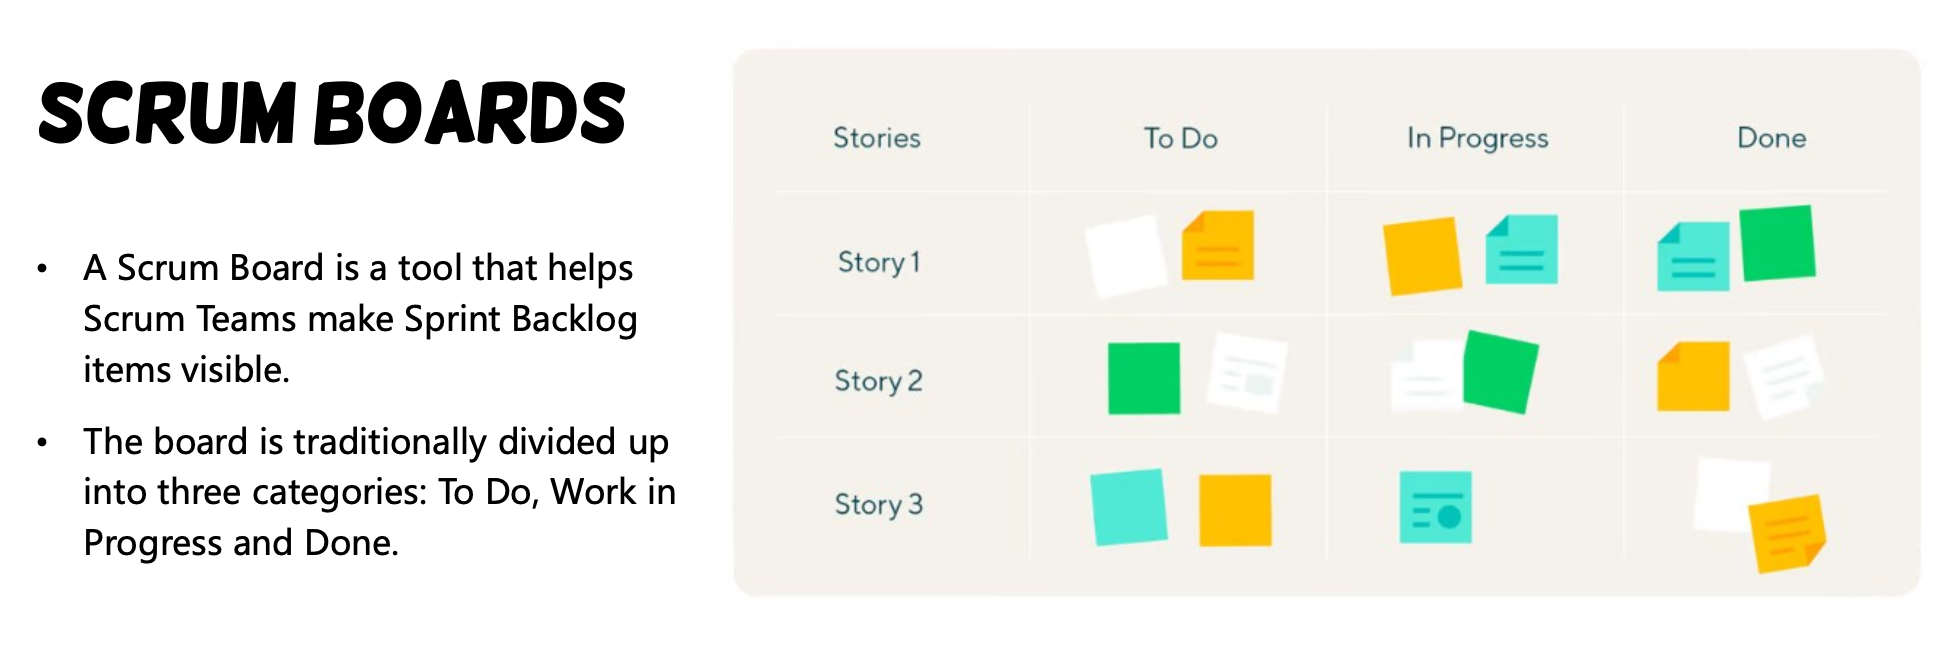 SCRUM BOARDS
• A Scrum Board is a tool that helps
Scrum Teams make Sprint Backlog
items visible.
• The board is traditionally divided up
into three categories: To Do, Work in
Progress and Done.
Stories To Do In Progress Done
Story 1
Story 2
Story 3